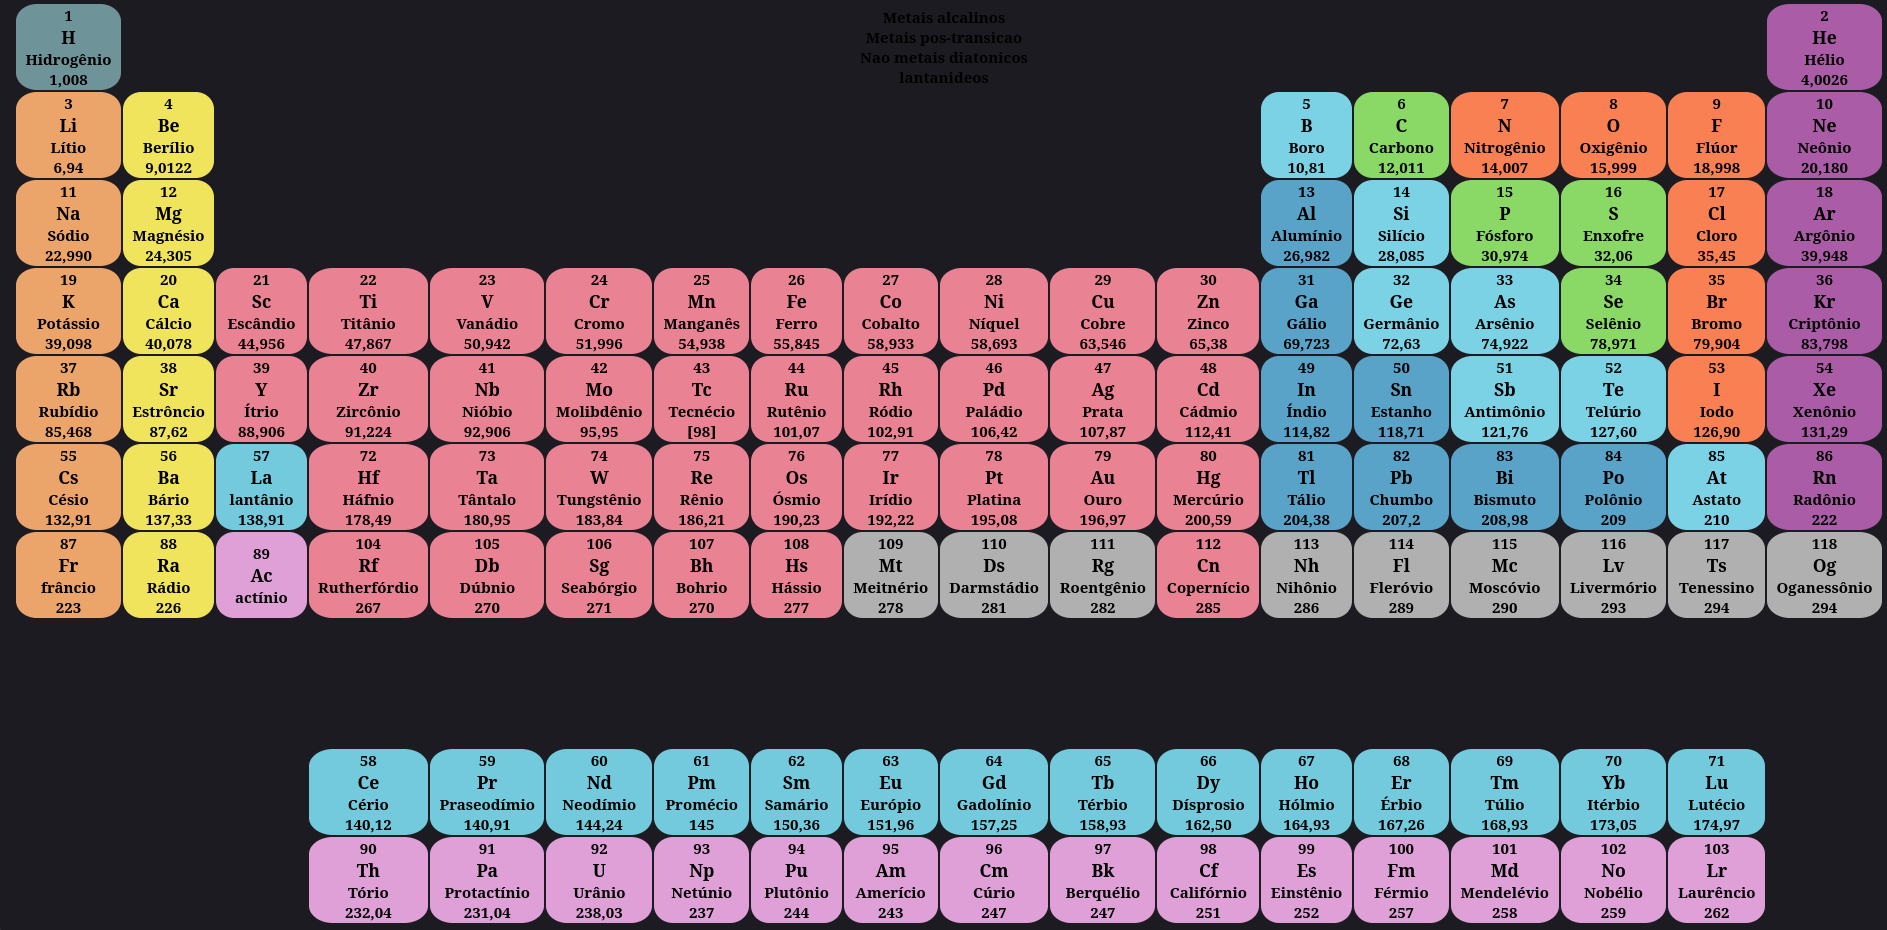 1
H
Hidrogênio
1,008
Metais alcalinos
Metais pos-transicao
Nao metais diatonicos
lantanideos
2
He
Hélio
4,0026
3
Li
Lítio
6,94
4
Be
Berílio
9,0122
5
B
Boro
10,81
6
C
Carbono
12,011
7
N
Nitrogênio
14,007
8
O
Oxigênio
15,999
9
F
Flúor
18,998
10
Ne
Neônio
20,180
11
Na
Sódio
22,990
12
Mg
Magnésio
24,305
13
Al
Alumínio
26,982
14
Si
Silício
28,085
15
P
Fósforo
30,974
16
S
Enxofre
32,06
17
Cl
Cloro
35,45
18
Ar
Argônio
39,948
19
K
Potássio
39,098
20
Ca
Cálcio
40,078
21
Sc
Escândio
44,956
22
Ti
Titânio
47,867
23
V
Vanádio
50,942
24
Cr
Cromo
51,996
25
Mn
Manganês
54,938
26
Fe
Ferro
55,845
27
Co
Cobalto
58,933
28
Ni
Níquel
58,693
29
Cu
Cobre
63,546
30
Zn
Zinco
65,38
31
Ga
Gálio
69,723
32
Ge
Germânio
72,63
33
As
Arsênio
74,922
34
Se
Selênio
78,971
35
Br
Bromo
79,904
36
Kr
Criptônio
83,798
37
Rb
Rubídio
85,468
38
Sr
Estrôncio
87,62
39
Y
Ítrio
88,906
40
Zr
Zircônio
91,224
41
Nb
Nióbio
92,906
42
Mo
Molibdênio
95,95
43
Tc
Tecnécio
[98]
44
Ru
Rutênio
101,07
45
Rh
Ródio
102,91
46
Pd
Paládio
106,42
47
Ag
Prata
107,87
48
Cd
Cádmio
112,41
49
In
Índio
114,82
50
Sn
Estanho
118,71
51
Sb
Antimônio
121,76
52
Te
Telúrio
127,60
53
I
Iodo
126,90
54
Xe
Xenônio
131,29
55
Cs
Césio
132,91
56
Ba
Bário
137,33
57
La
lantânio
138,91
72
Hf
Háfnio
178,49
73
Ta
Tântalo
180,95
74
W
Tungstênio
183,84
75
Re
Rênio
186,21
76
Os
Ósmio
190,23
77
Ir
Irídio
192,22
78
Pt
Platina
195,08
79
Au
Ouro
196,97
80
Hg
Mercúrio
200,59
81
Tl
Tálio
204,38
82
Pb
Chumbo
207,2
83
Bi
Bismuto
208,98
84
Po
Polônio
209
85
At
Astato
210
86
Rn
Radônio
222
87
Fr
frâncio
223
88
Ra
Rádio
226
89
Ac
actínio
104
Rf
Rutherfórdio
267
105
Db
Dúbnio
270
106
Sg
Seabórgio
271
107
Bh
Bohrio
270
108
Hs
Hássio
277
109
Mt
Meitnério
278
110
Ds
Darmstádio
281
111
Rg
Roentgênio
282
112
Cn
Copernício
285
113
Nh
Nihônio
286
114
Fl
Fleróvio
289
115
Mc
Moscóvio
290
116
Lv
Livermório
293
117
Ts
Tenessino
294
118
Og
Oganessônio
294
58
Ce
Cério
140,12
59
Pr
Praseodímio
140,91
60
Nd
Neodímio
144,24
61
Pm
Promécio
145
62
Sm
Samário
150,36
63
Eu
Európio
151,96
64
Gd
Gadolínio
157,25
65
Tb
Térbio
158,93
66
Dy
Dísprosio
162,50
67
Ho
Hólmio
164,93
68
Er
Érbio
167,26
69
Tm
Túlio
168,93
70
Yb
Itérbio
173,05
71
Lu
Lutécio
174,97
90
Th
Tório
232,04
91
Pa
Protactínio
231,04
92
U
Urânio
238,03
93
Np
Netúnio
237
94
Pu
Plutônio
244
95
Am
Amerício
243
96
Cm
Cúrio
247
97
Bk
Berquélio
247
98
Cf
Califórnio
251
99
Es
Einstênio
252
100
Fm
Férmio
257
101
Md
Mendelévio
258
102
No
Nobélio
259
103
Lr
Laurêncio
262